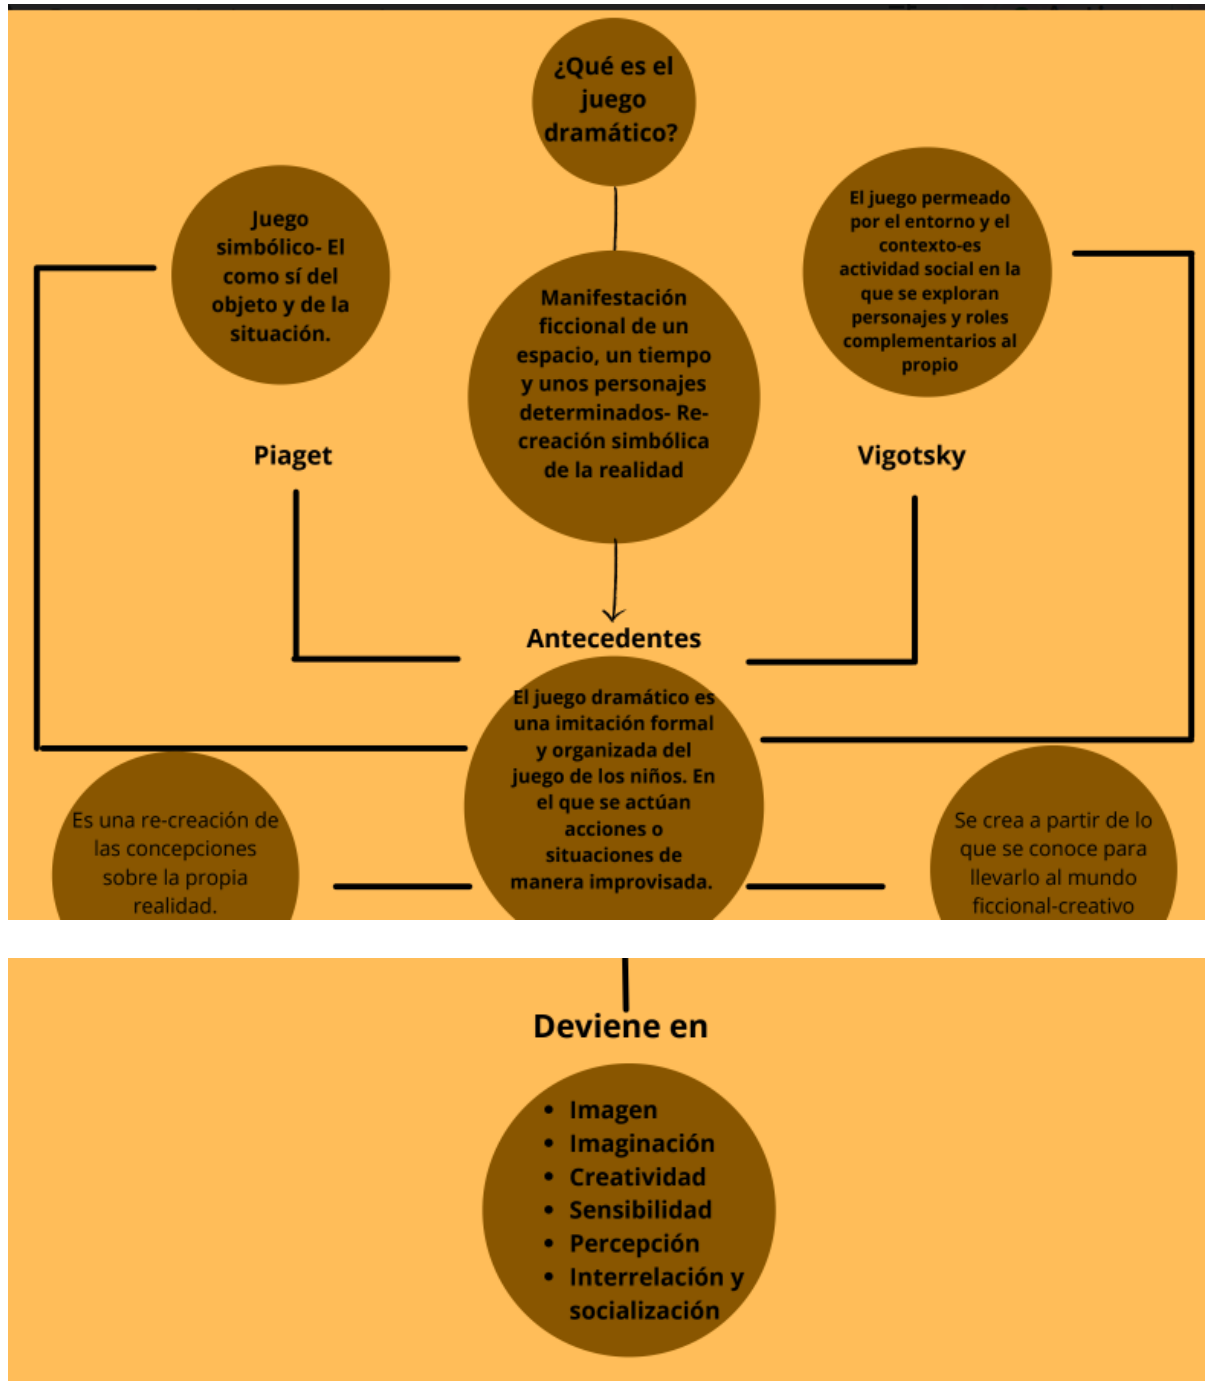 ¿Qué es el
juego
dramático?
Juego
simbólico- El
como sí del
objeto y de la
situación.
El juego permeado
por el entorno y el
contexto-es
actividad social en la
que se exploran
personajes y roles
complementarios al
propio
Manifestación
ficcional de un
espacio, un tiempo
y unos personajes
determinados- Re-
creación simbólica
de la realidad
Piaget
Vigotsky
Antecedentes
El juego dramático es
una imitación formal
y organizada del
juego de los niños. En
el que se actúan
acciones o
situaciones de
manera improvisada.
Es una re-creación de
las concepciones
sobre la propia
realidad.
Se crea a partir de lo
que se conoce para
llevarlo al mundo
ficcional-creativo
Deviene en
• Imagen
• Imaginación
• Creatividad
• Sensibilidad
• Percepción
• Interrelación y
socialización